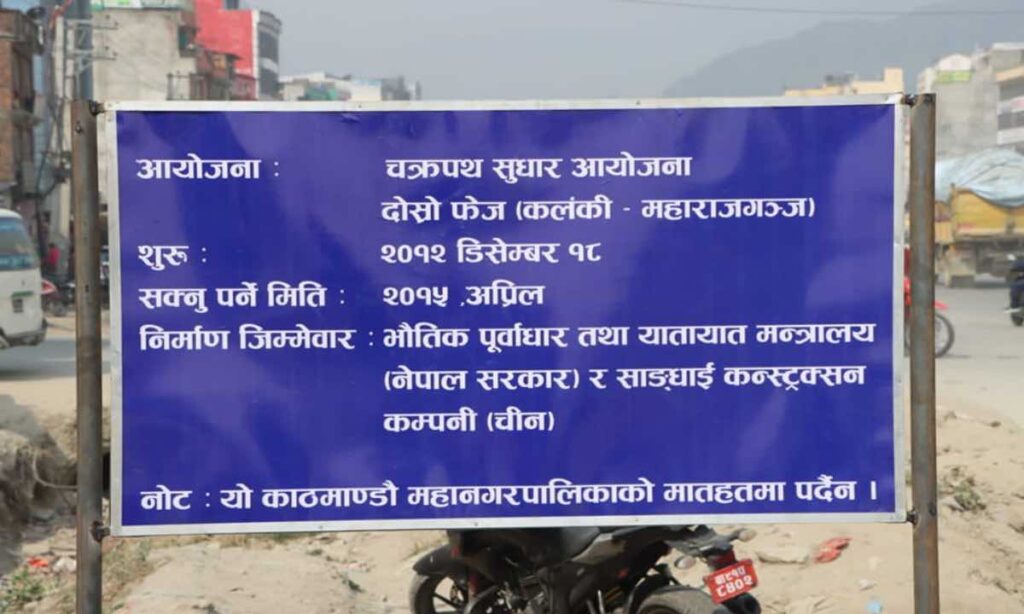 आयोजना : चक्रपथ सुधार आयोजना
दोस्रो फेज (कलंकी - महाराजगञ्ज)
शुरू : २०१२ डिसेम्बर १८
सक्नु पर्ने मिति : २०१५ ,अप्रिल
निर्माण जिम्मेवार : भौतिक पूर्वाधार तथा यातायात मन्त्रालय
(नेपाल सरकार) र साङ्घाई कन्स्ट्रक्सन
कम्पनी (चीन)
नोट : यो काठमाण्डौ महानगरपालिकाको मातहतमा पर्दैन ।